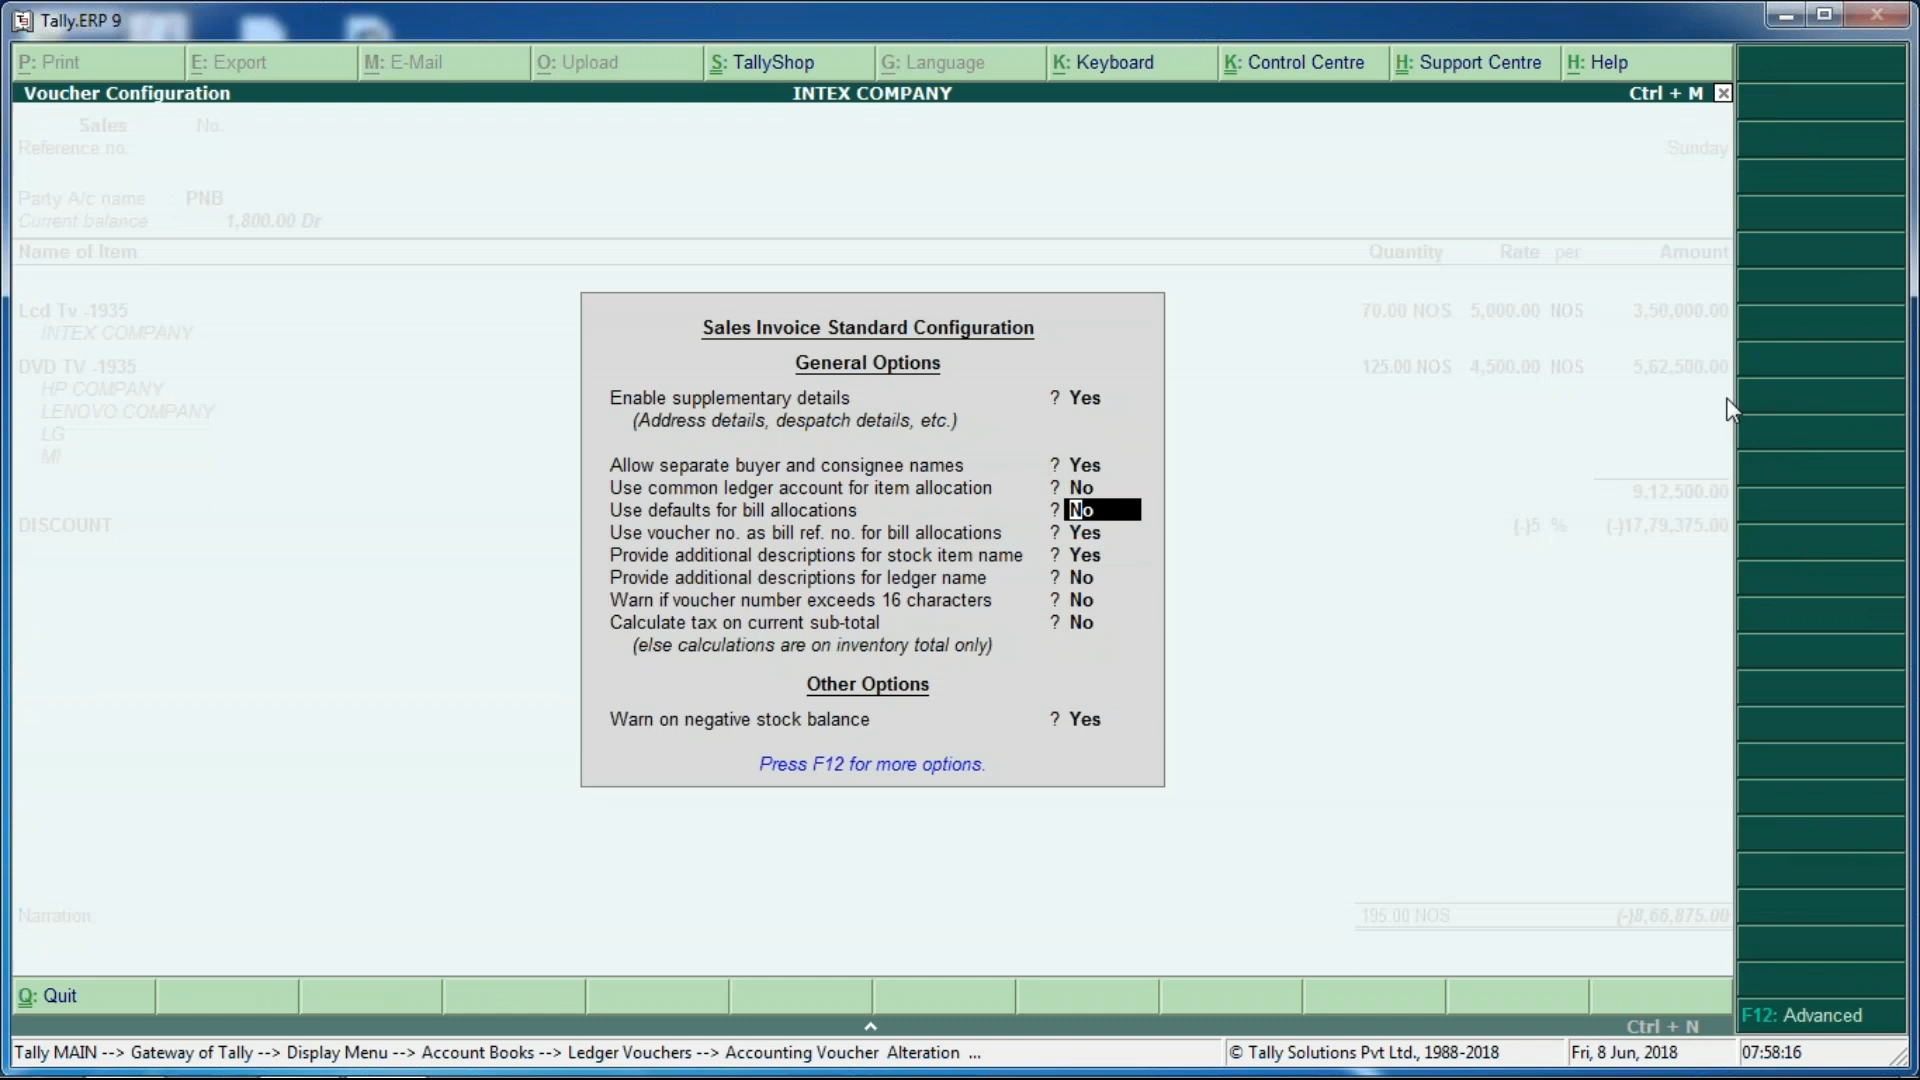 Tally.ERP 9
P: Print E: Export M: E-Mail O: Upload S: TallyShop G: Language K: Keyboard K: Control Centre H: Support Centre H: Help
Voucher Configuration INTEX COMPANY Ctrl + M
Sales No.
Reference no.: Sunday
Party A/c name : PNB
Current balance : 1,800.00 Dr
Name of Item Quantity Rate per Amount
Lcd Tv -1935 70.00 NOS 5,000.00 NOS 3,50,000.00
INTEX COMPANY
DVD TV -1935 125.00 NOS 4,500.00 NOS 5,62,500.00
HP COMPANY
LENOVO COMPANY
LG
MI
9,12,500.00
DISCOUNT (-)5 % (-)17,79,375.00
Sales Invoice Standard Configuration
General Options
Enable supplementary details ? Yes
(Address details, despatch details, etc.)
Allow separate buyer and consignee names ? Yes
Use common ledger account for item allocation ? No
Use defaults for bill allocations ? No
Use voucher no. as bill ref. no. for bill allocations ? Yes
Provide additional descriptions for stock item name ? Yes
Provide additional descriptions for ledger name ? No
Warn if voucher number exceeds 16 characters ? No
Calculate tax on current sub-total ? No
(else calculations are on inventory total only)
Other Options
Warn on negative stock balance ? Yes
Press F12 for more options.
Narration: 195.00 NOS (-)8,66,875.00
Q: Quit
F12: Advanced
Ctrl + N
Tally MAIN --> Gateway of Tally --> Display Menu --> Account Books --> Ledger Vouchers --> Accounting Voucher Alteration ... © Tally Solutions Pvt Ltd., 1988-2018 Fri, 8 Jun, 2018 07:58:16